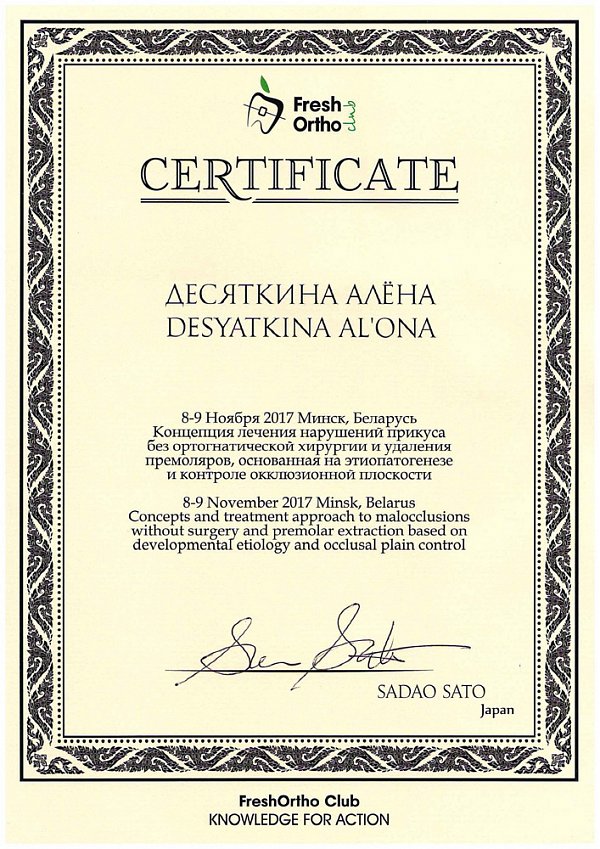 Fresh
Ortho club
CERTIFICATE
ДЕСЯТКИНА АЛЁНА
DESYATKINA AL'ONA
8-9 Ноября 2017 Минск, Беларусь
Концепция лечения нарушений прикуса
без ортогнатической хирургии и удаления
премоляров, основанная на этиопатогенезе
и контроле окклюзионной плоскости
8-9 November 2017 Minsk, Belarus
Concepts and treatment approach to malocclusions
without surgery and premolar extraction based on
developmental etiology and occlusal plain control
SADAO SATO
Japan
FreshOrtho Club
KNOWLEDGE FOR ACTION